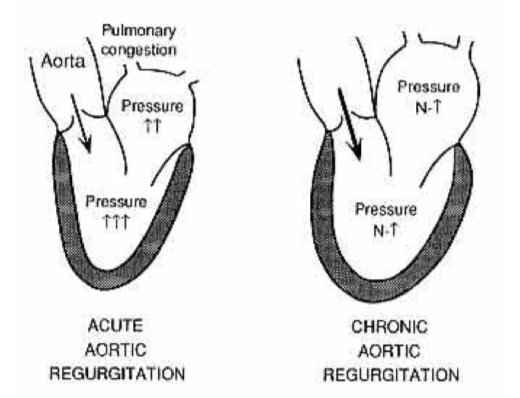 Pulmonary
congestion
Aorta
Pressure
↑↑
Pressure
↑↑↑
ACUTE
AORTIC
REGURGITATION
Pressure
N-↑
Pressure
N-↑
CHRONIC
AORTIC
REGURGITATION